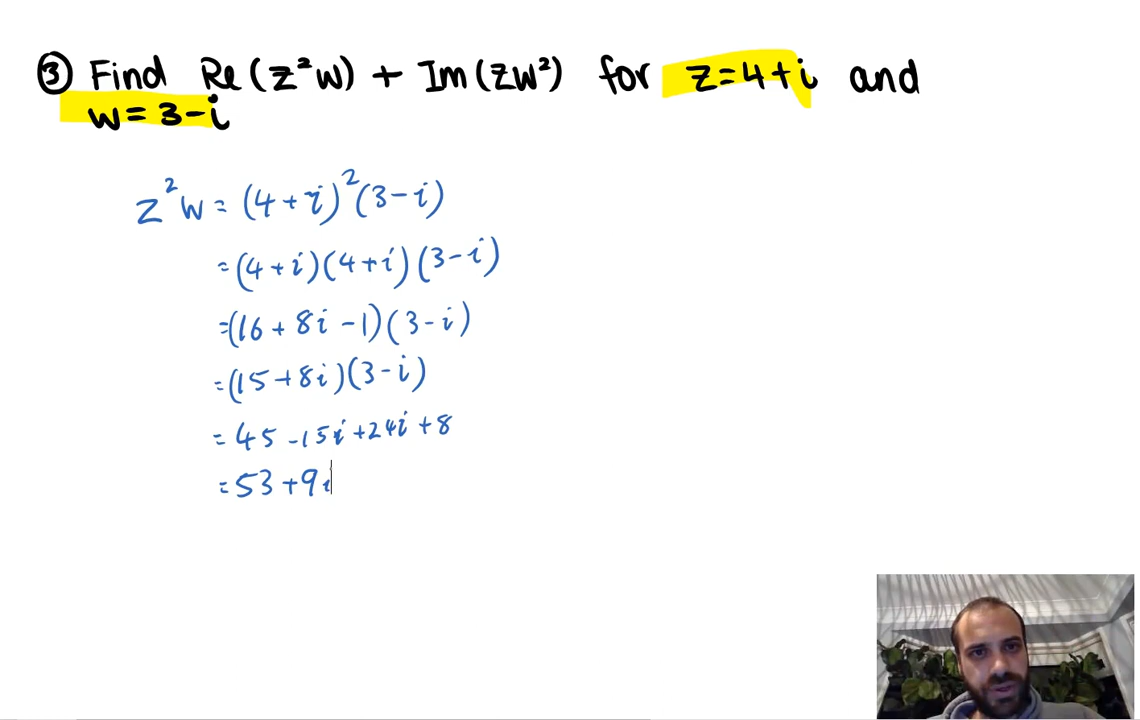 ③ Find Re(z²w) + Im(zw²) for z=4+i and
w=3-i
z²w = (4+i)²(3-i)
=(4+i)(4+i)(3-i)
=(16+8i-1)(3-i)
=(15+8i)(3-i)
=45-15i+24i+8
=53+9i